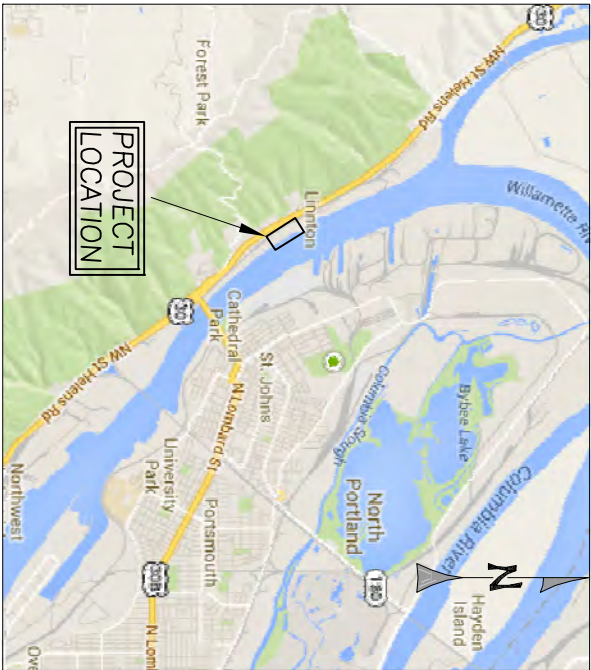 30
NW St Helens Rd
Willamette Riv
Forest Park
Linnton
PROJECT
LOCATION
Bybee Lake
Columbia River
Columbia Slough
N
Hayden
Island
North
Portland
120
St. Johns
Cathedral
Park
N Lombard St
30
Portsmouth
University
Park
NW St Helens Rd
30B
N Lom
Northwest